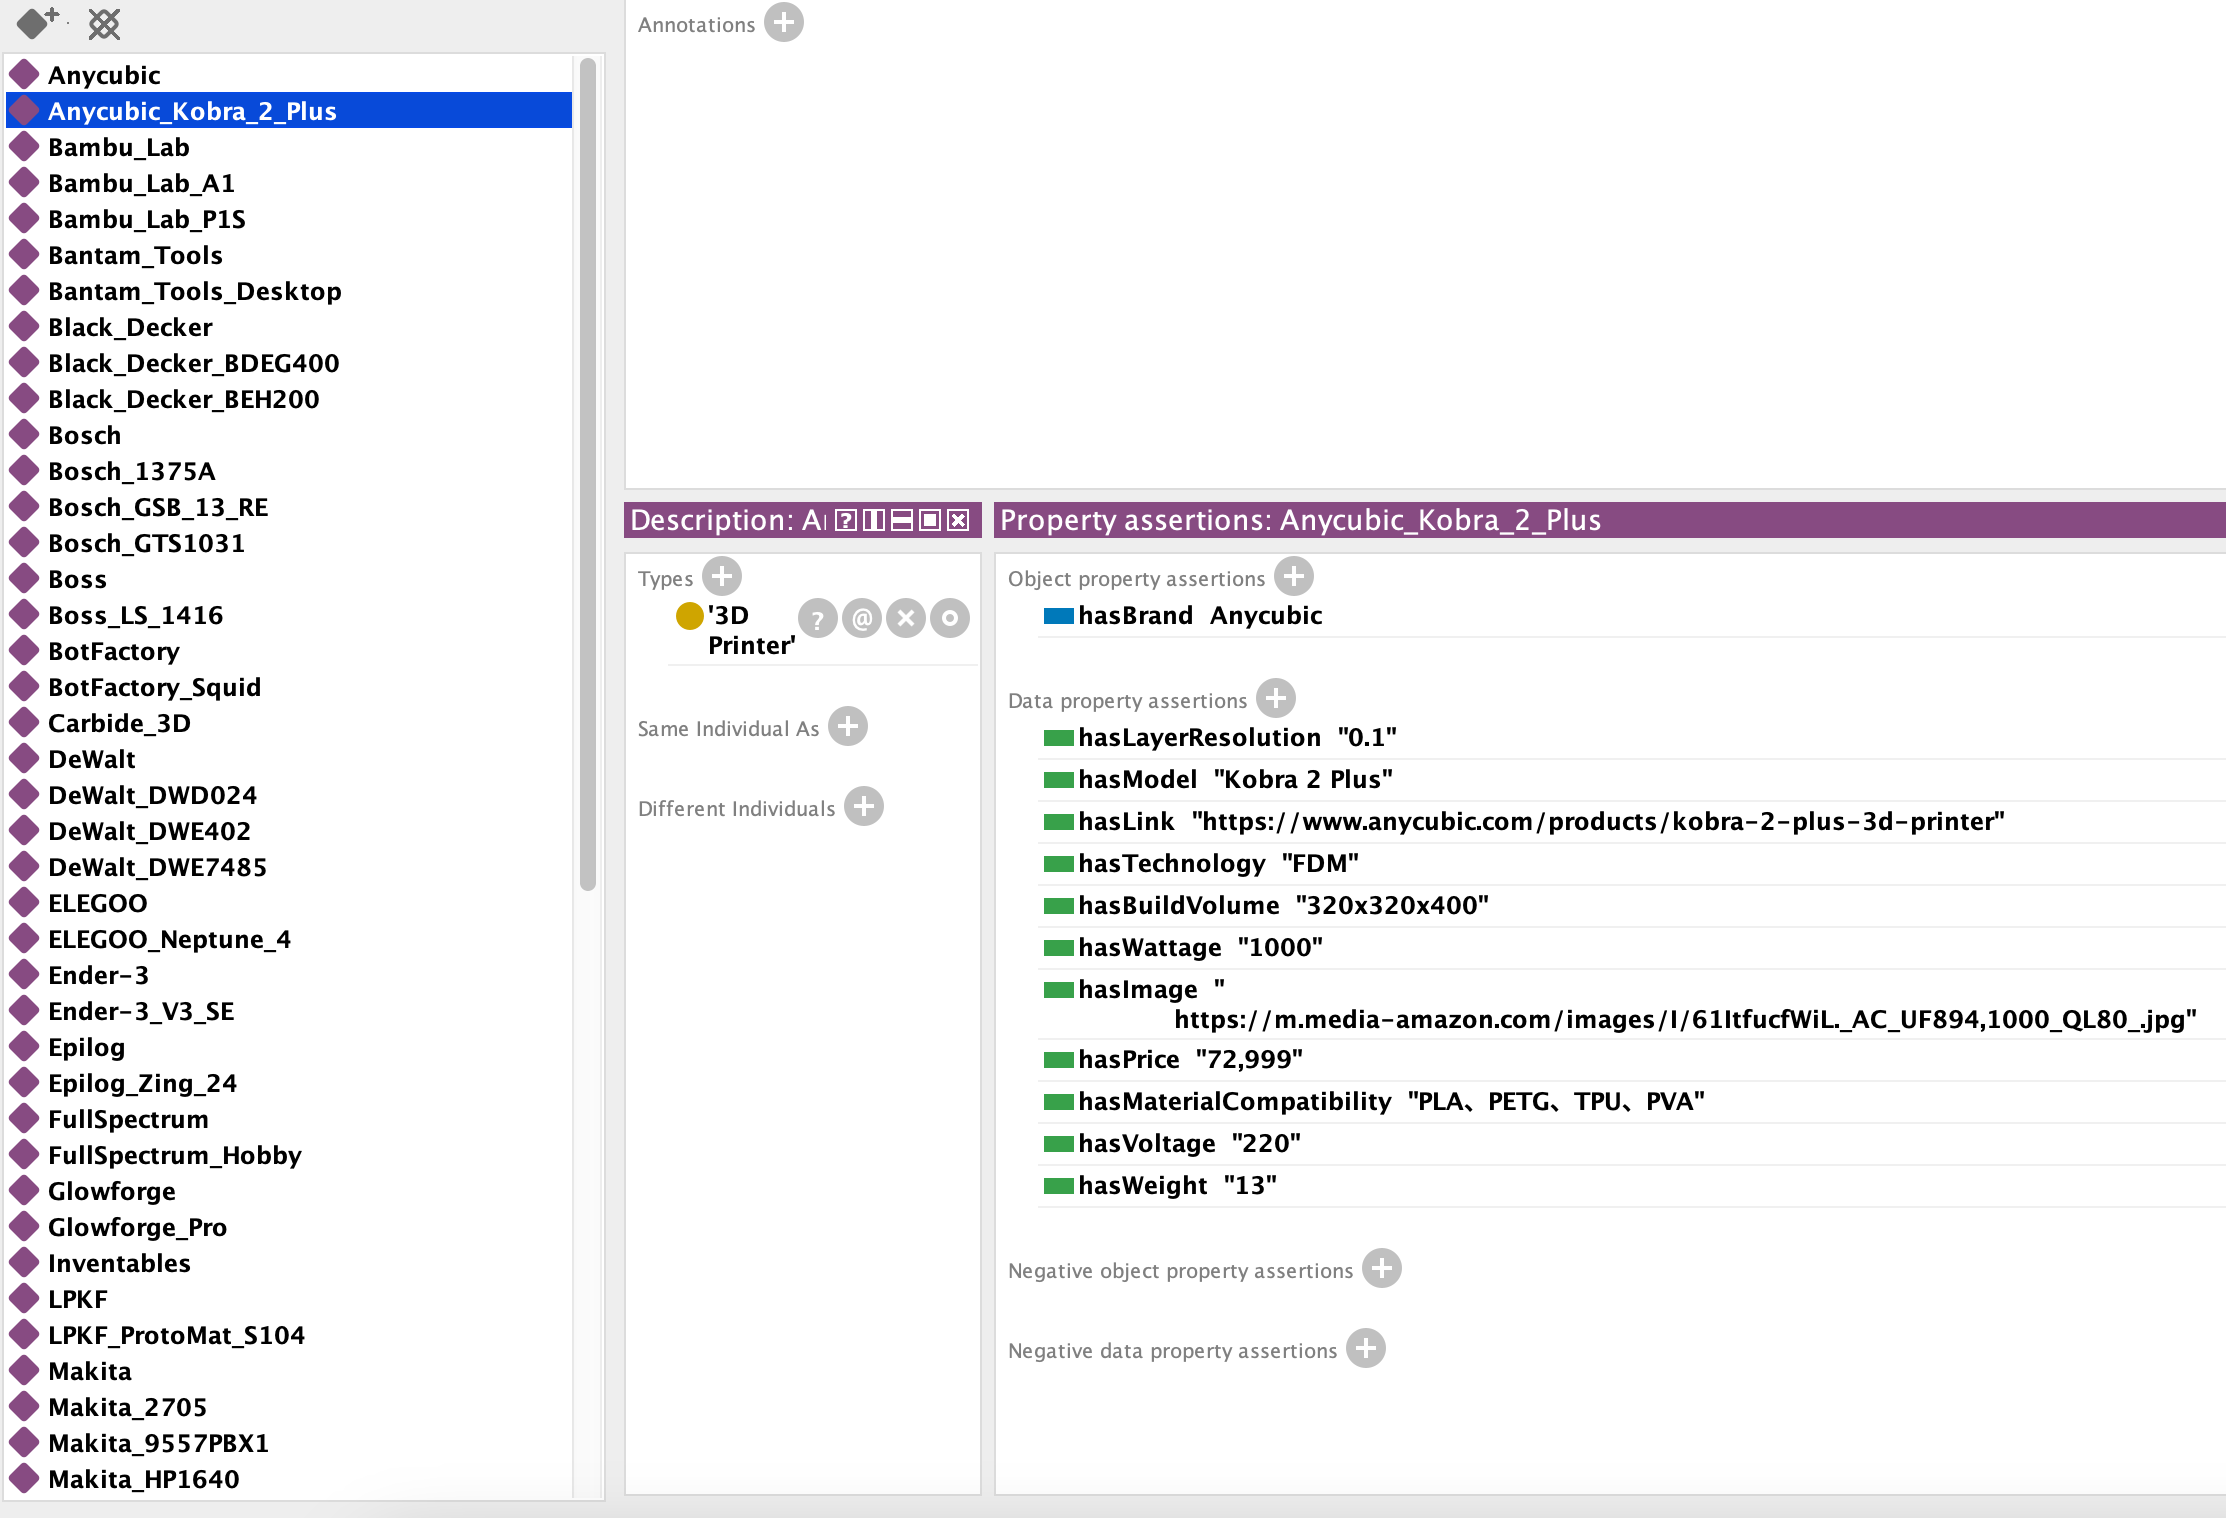 Anycubic
Anycubic_Kobra_2_Plus
Bambu_Lab
Bambu_Lab_A1
Bambu_Lab_P1S
Bantam_Tools
Bantam_Tools_Desktop
Black_Decker
Black_Decker_BDEG400
Black_Decker_BEH200
Bosch
Bosch_1375A
Bosch_GSB_13_RE
Bosch_GTS1031
Boss
Boss_LS_1416
BotFactory
BotFactory_Squid
Carbide_3D
DeWalt
DeWalt_DWD024
DeWalt_DWE402
DeWalt_DWE7485
ELEGOO
ELEGOO_Neptune_4
Ender-3
Ender-3_V3_SE
Epilog
Epilog_Zing_24
FullSpectrum
FullSpectrum_Hobby
Glowforge
Glowforge_Pro
Inventables
LPKF
LPKF_ProtoMat_S104
Makita
Makita_2705
Makita_9557PBX1
Makita_HP1640
Annotations
Description: A
Types
'3D
Printer'
Same Individual As
Different Individuals
Property assertions: Anycubic_Kobra_2_Plus
Object property assertions
hasBrand Anycubic
Data property assertions
hasLayerResolution "0.1"
hasModel "Kobra 2 Plus"
hasLink "https://www.anycubic.com/products/kobra-2-plus-3d-printer"
hasTechnology "FDM"
hasBuildVolume "320x320x400"
hasWattage "1000"
hasImage "
https://m.media-amazon.com/images/I/61ItfucfWiL._AC_UF894,1000_QL80_.jpg"
hasPrice "72,999"
hasMaterialCompatibility "PLA、PETG、TPU、PVA"
hasVoltage "220"
hasWeight "13"
Negative object property assertions
Negative data property assertions